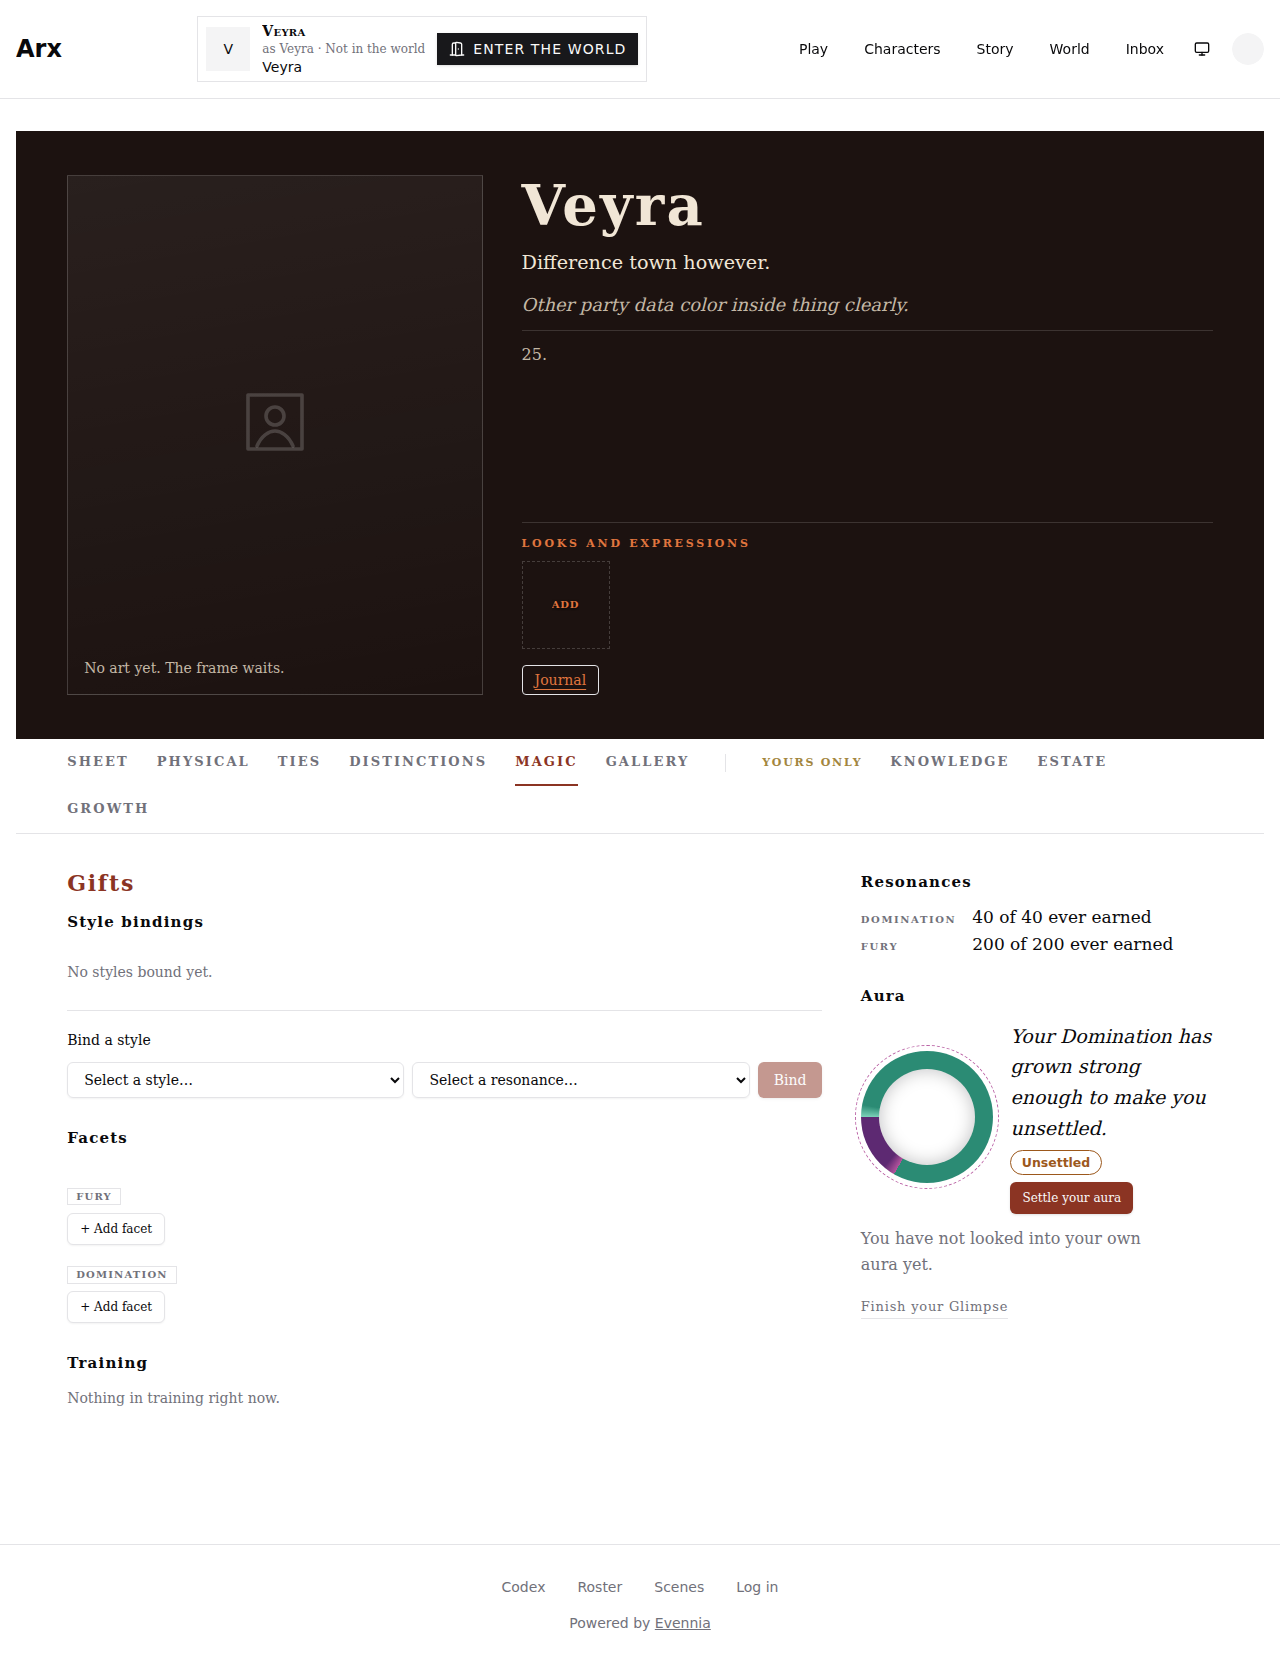 Arx
V
Veyra
as Veyra · Not in the world
Veyra
ENTER THE WORLD
Play
Characters
Story
World
Inbox
Veyra
Difference town however.
Other party data color inside thing clearly.
25.
LOOKS AND EXPRESSIONS
ADD
Journal
No art yet. The frame waits.
SHEET
PHYSICAL
TIES
DISTINCTIONS
MAGIC
GALLERY
YOURS ONLY
KNOWLEDGE
ESTATE
GROWTH
Gifts
Style bindings
No styles bound yet.
Bind a style
Select a style...
Select a resonance...
Bind
Facets
FURY
+ Add facet
DOMINATION
+ Add facet
Training
Nothing in training right now.
Resonances
DOMINATION 40 of 40 ever earned
FURY 200 of 200 ever earned
Aura
Your Domination has
grown strong
enough to make you
unsettled.
Unsettled
Settle your aura
You have not looked into your own
aura yet.
Finish your Glimpse
Codex
Roster
Scenes
Log in
Powered by Evennia